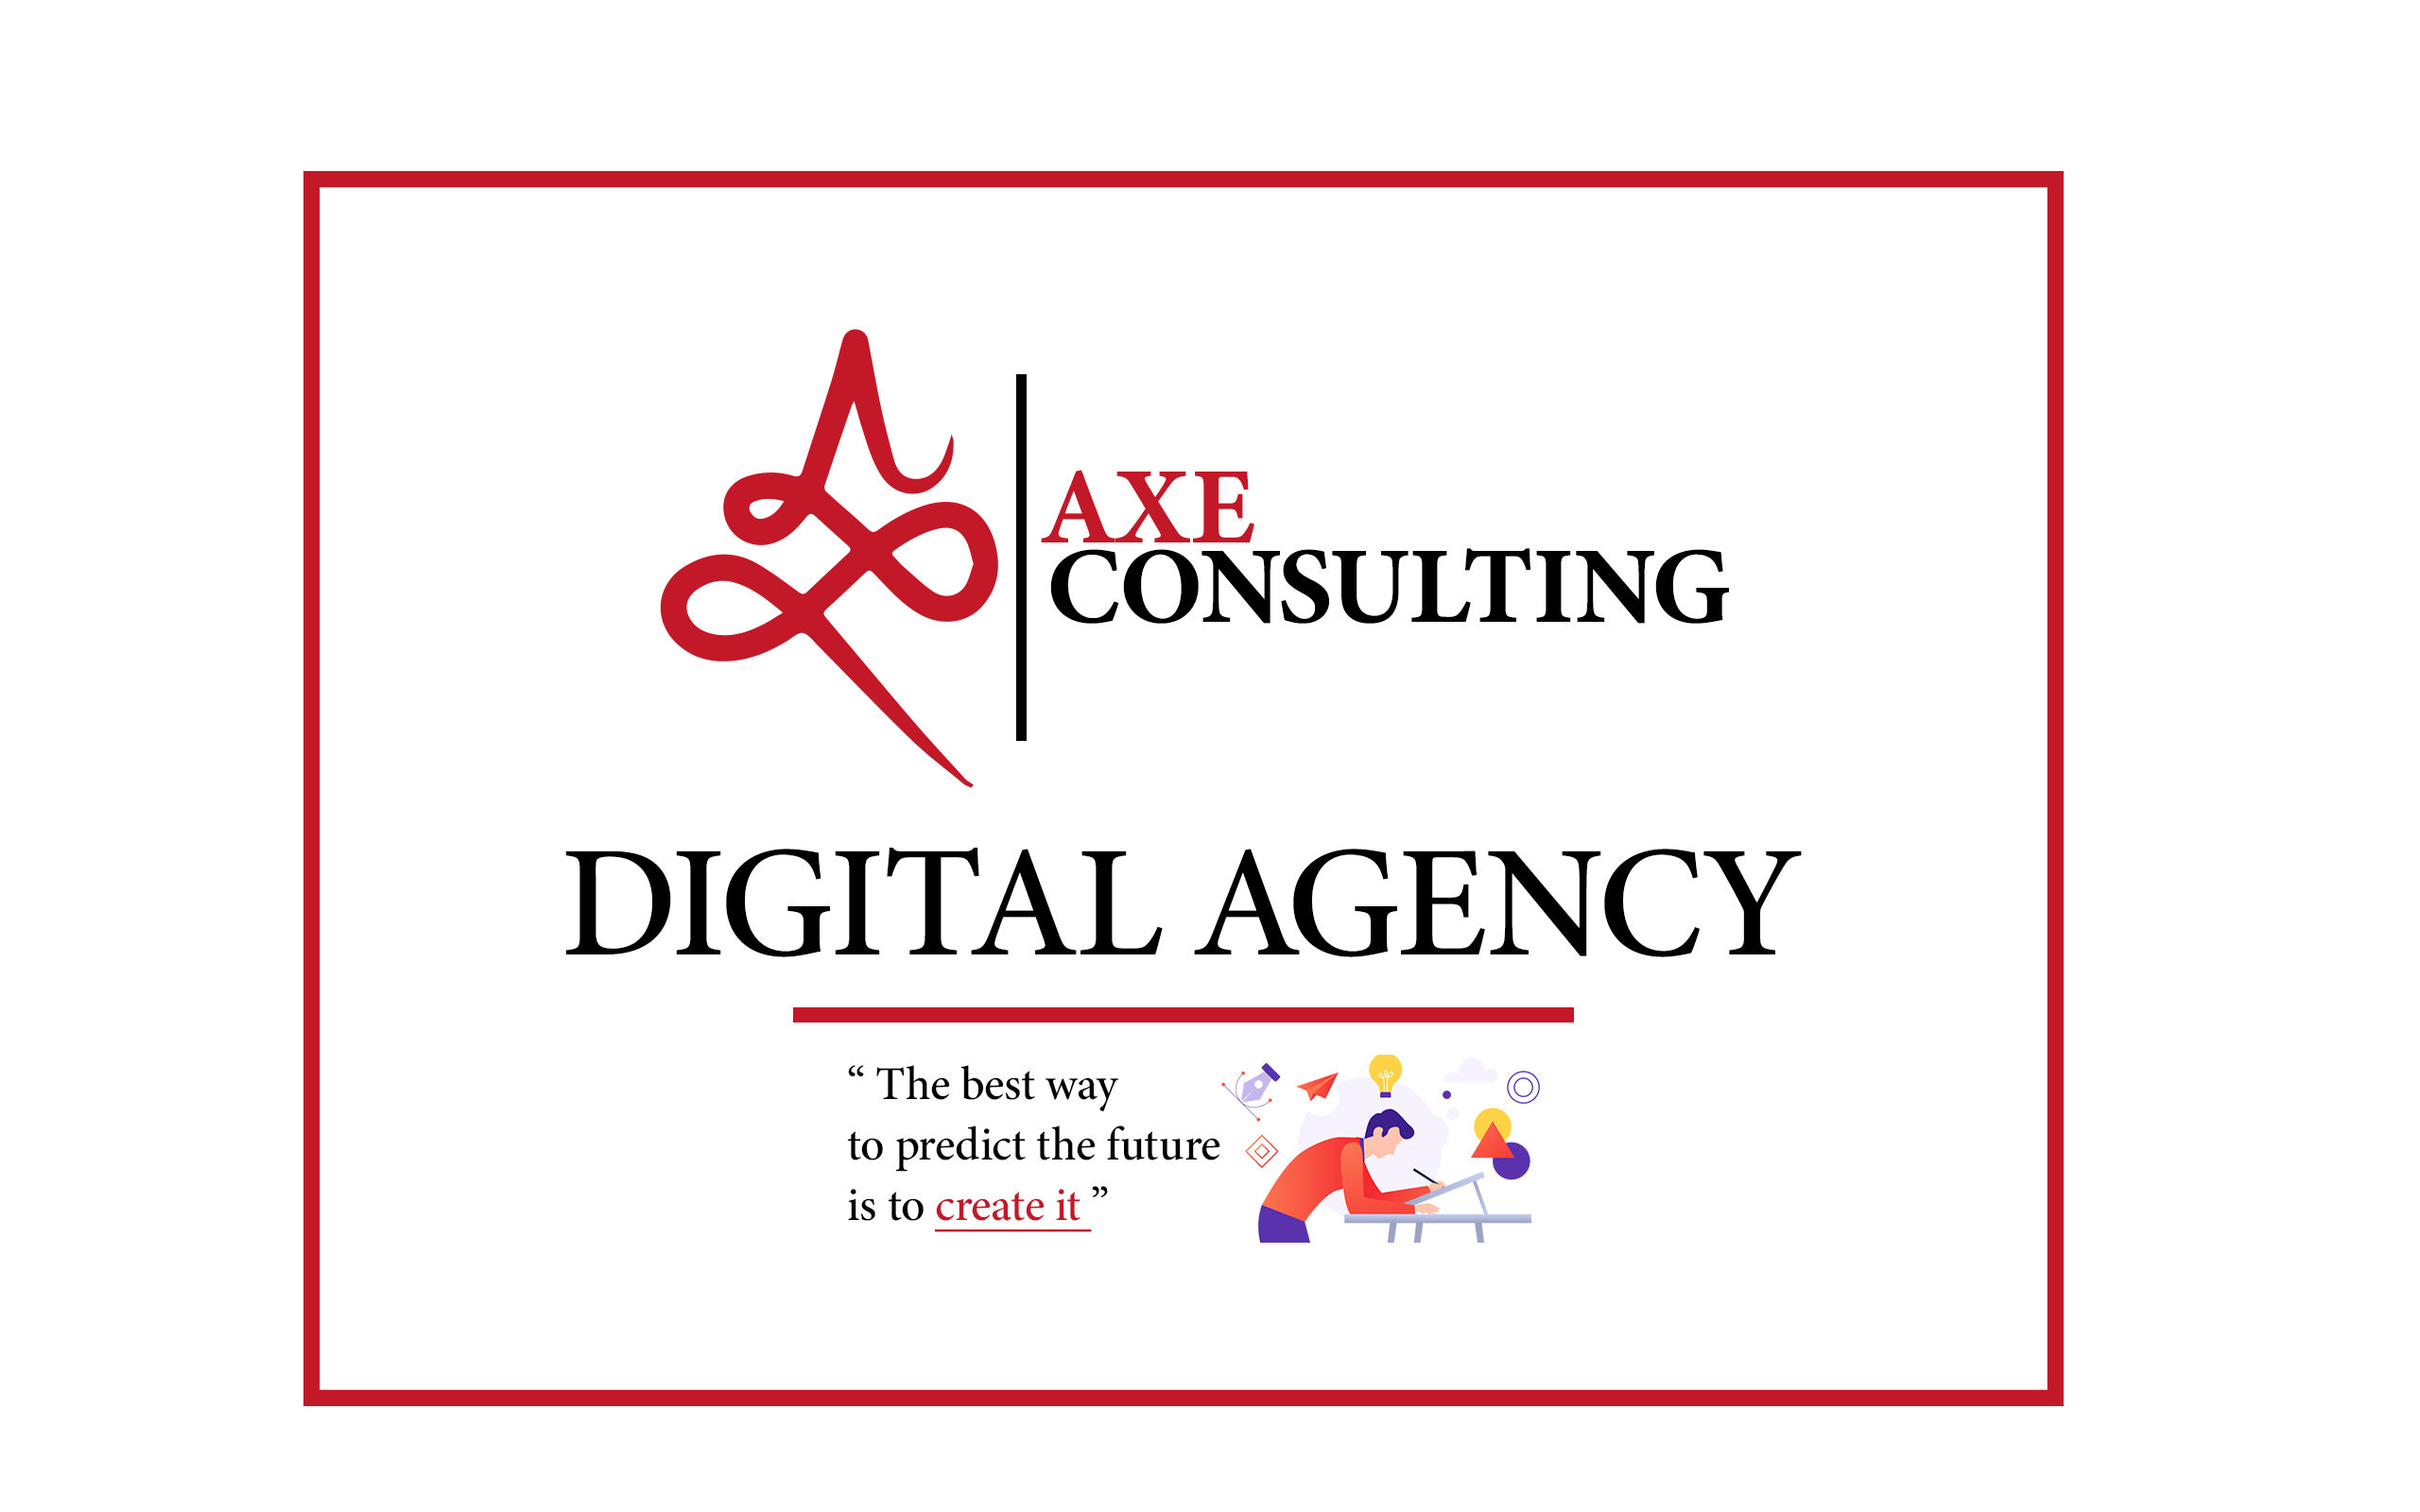 AXE
CONSULTING
DIGITAL AGENCY
“ The best way
to predict the future
is to create it ”